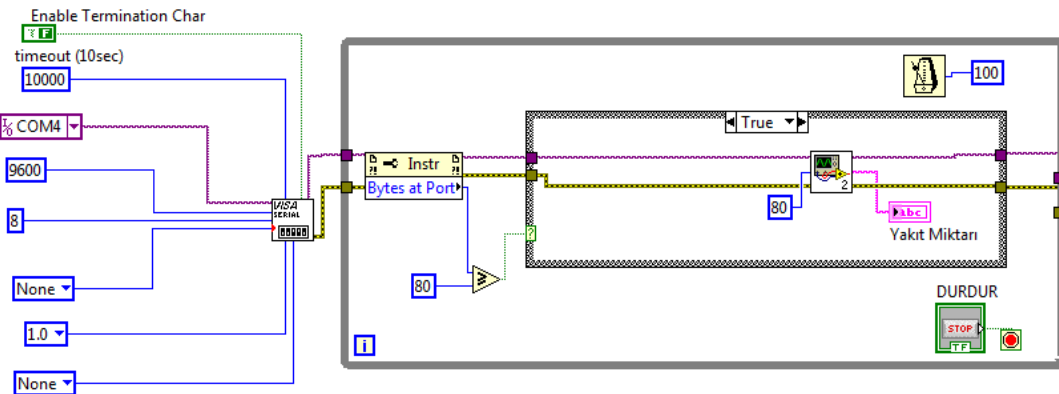 Enable Termination Char
TF
timeout (10sec)
10000
I/O COM4
9600
8
None
1.0
None
VISA
SERIAL
Instr
Bytes at Port
80
?
True
80
2
abc
Yakıt Miktarı
100
DURDUR
STOP
TF
i